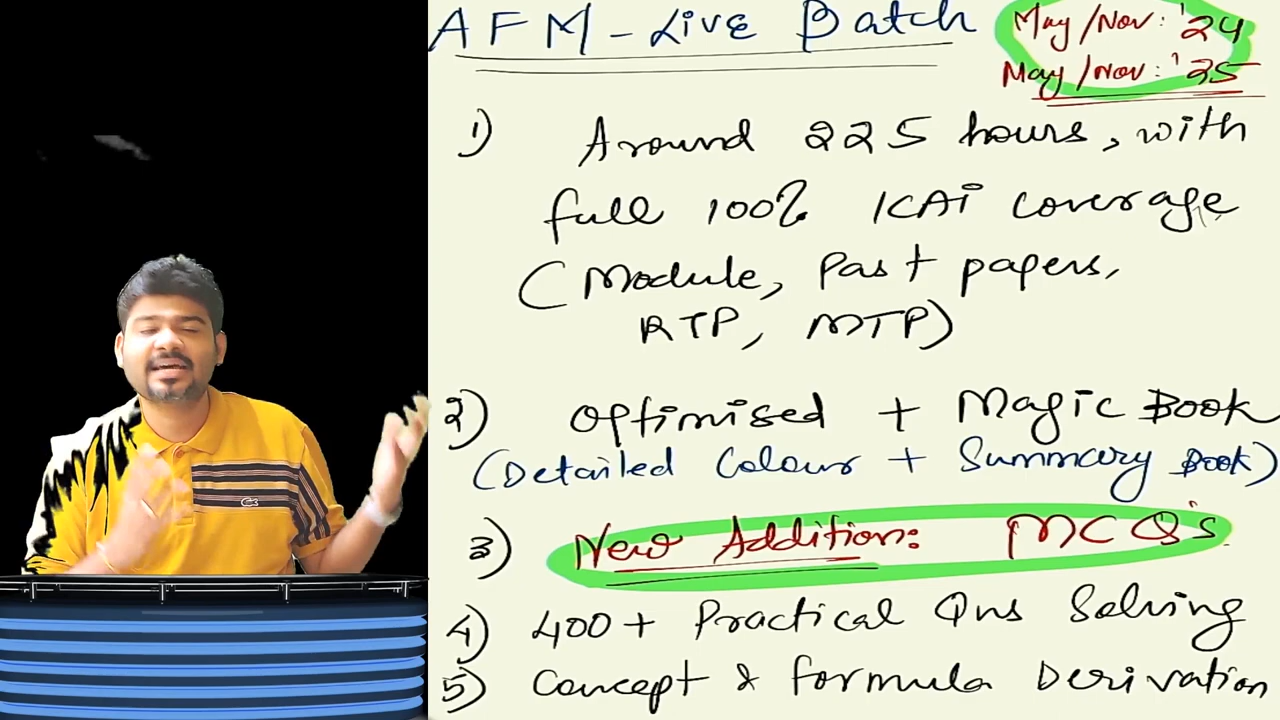 AFM - Live Batch
May/Nov: '24
May/Nov: '25
1) Around 225 hours, with
full 100% ICAI coverage
(Module, Past papers,
RTP, MTP)
2) Optimised + Magic Book
(Detailed Colour + Summary Book)
3) New Addition: MCQ's
4) 400+ Practical Qns Solving
5) Concept & formula Derivation